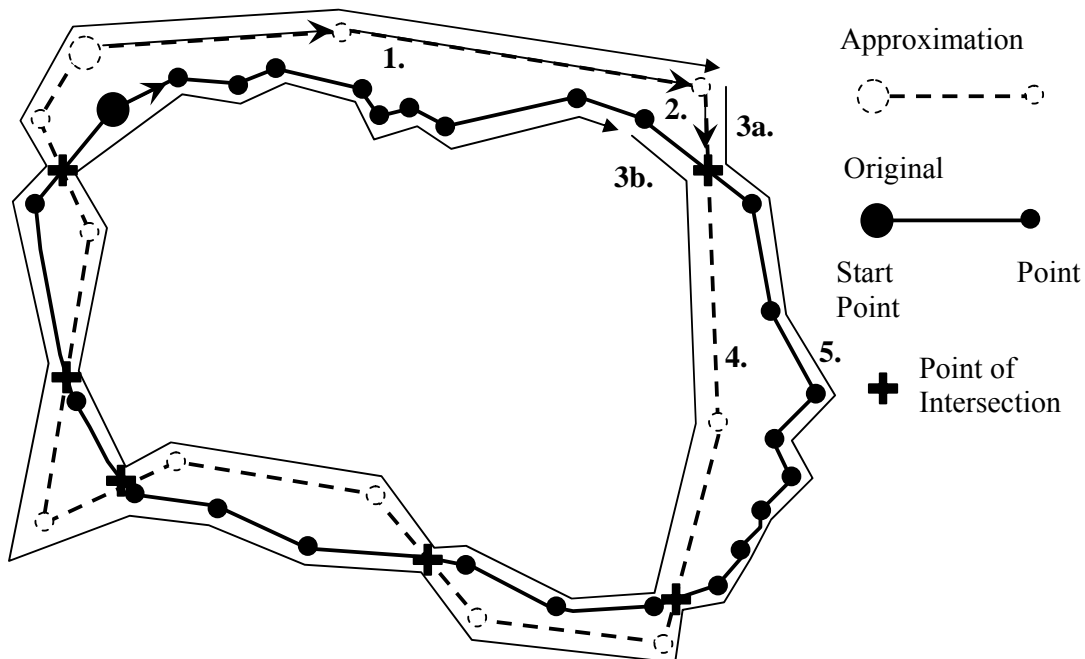 1.
2.
3a.
3b.
4.
5.
Approximation
Original
Start
Point
Point
Point of
Intersection